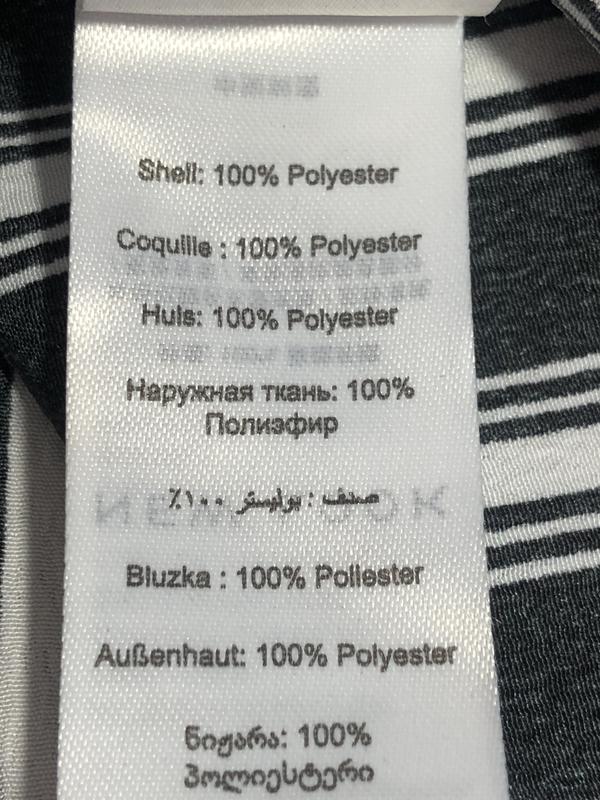 Shell: 100% Polyester
Coquille : 100% Polyester
Huls: 100% Polyester
Наружная ткань: 100%
Полиэфир
صدف : بوليستر ١٠٠٪
Bluzka : 100% Poliester
Außenhaut: 100% Polyester
ნიჟარა: 100%
პოლიესტერი